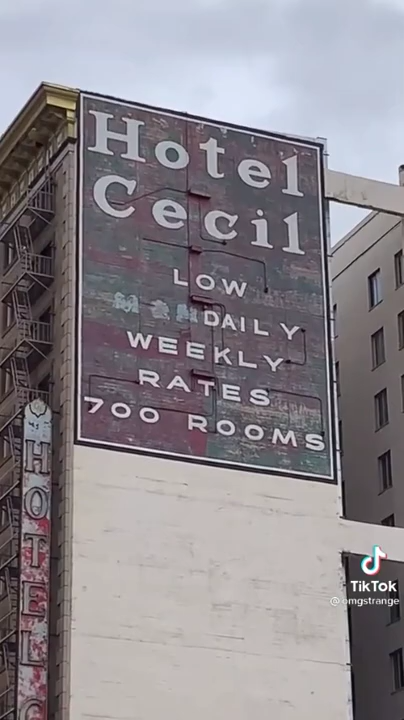 Hotel
Cecil
LOW
DAILY
WEEKLY
RATES
700 ROOMS
HOTEL
TikTok
@omgstrange